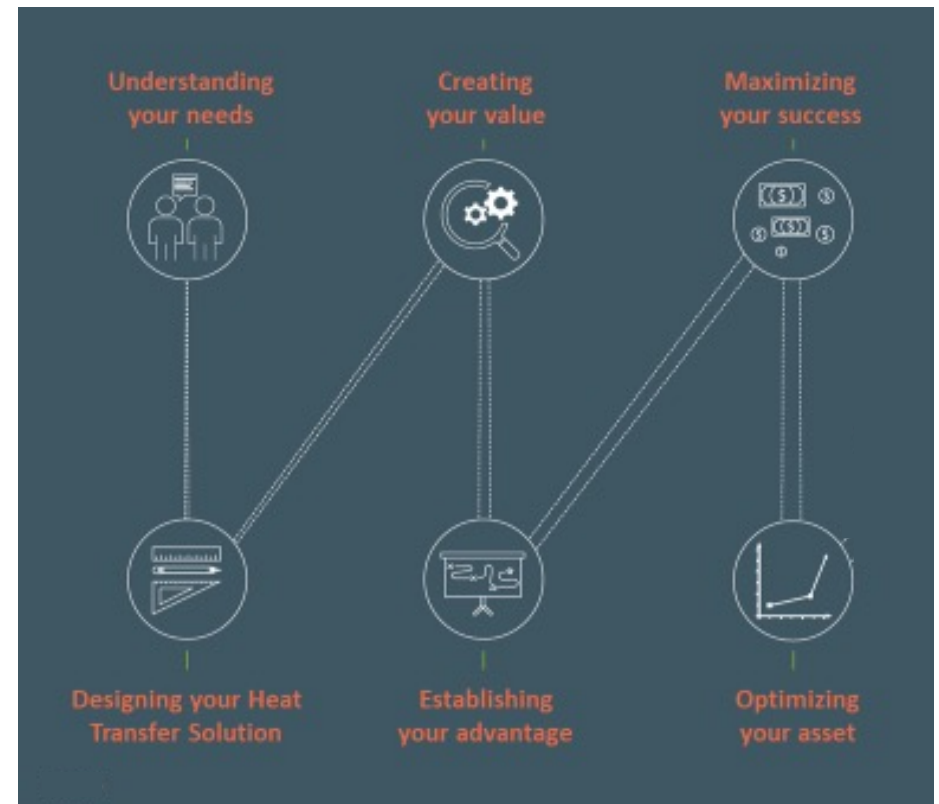 Understanding
your needs
Creating
your value
Maximizing
your success
Designing your Heat
Transfer Solution
Establishing
your advantage
Optimizing
your asset